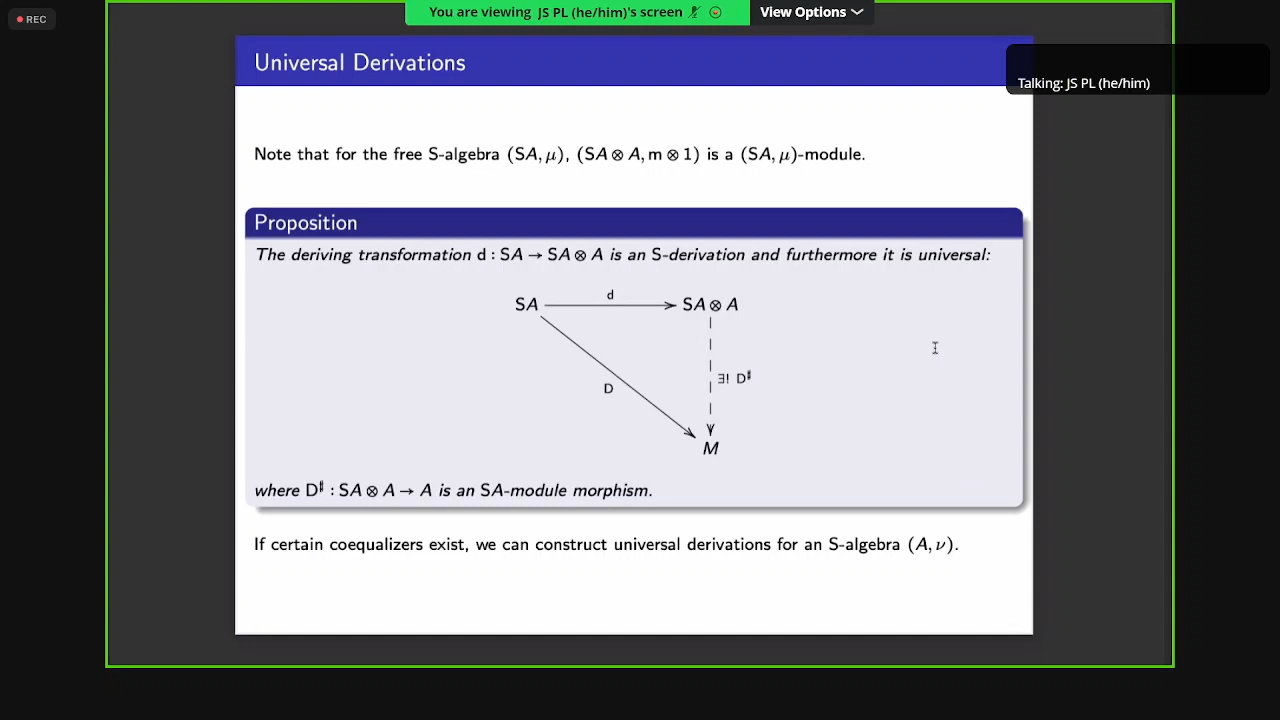 REC
You are viewing JS PL (he/him)'s screen
View Options
Universal Derivations
Talking: JS PL (he/him)
Note that for the free S-algebra (SA, μ), (SA ⊗ A, m ⊗ 1) is a (SA, μ)-module.
Proposition
The deriving transformation d : SA → SA ⊗ A is an S-derivation and furthermore it is universal:
d
SA
SA ⊗ A
∃! D♯
D
M
where D♯ : SA ⊗ A → A is an SA-module morphism.
If certain coequalizers exist, we can construct universal derivations for an S-algebra (A, ν).